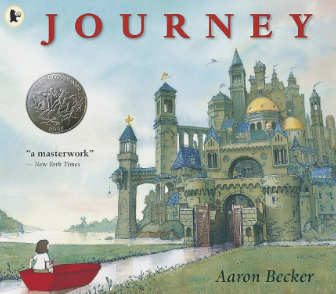 JOURNEY
"a masterwork"
— New York Times
Aaron Becker